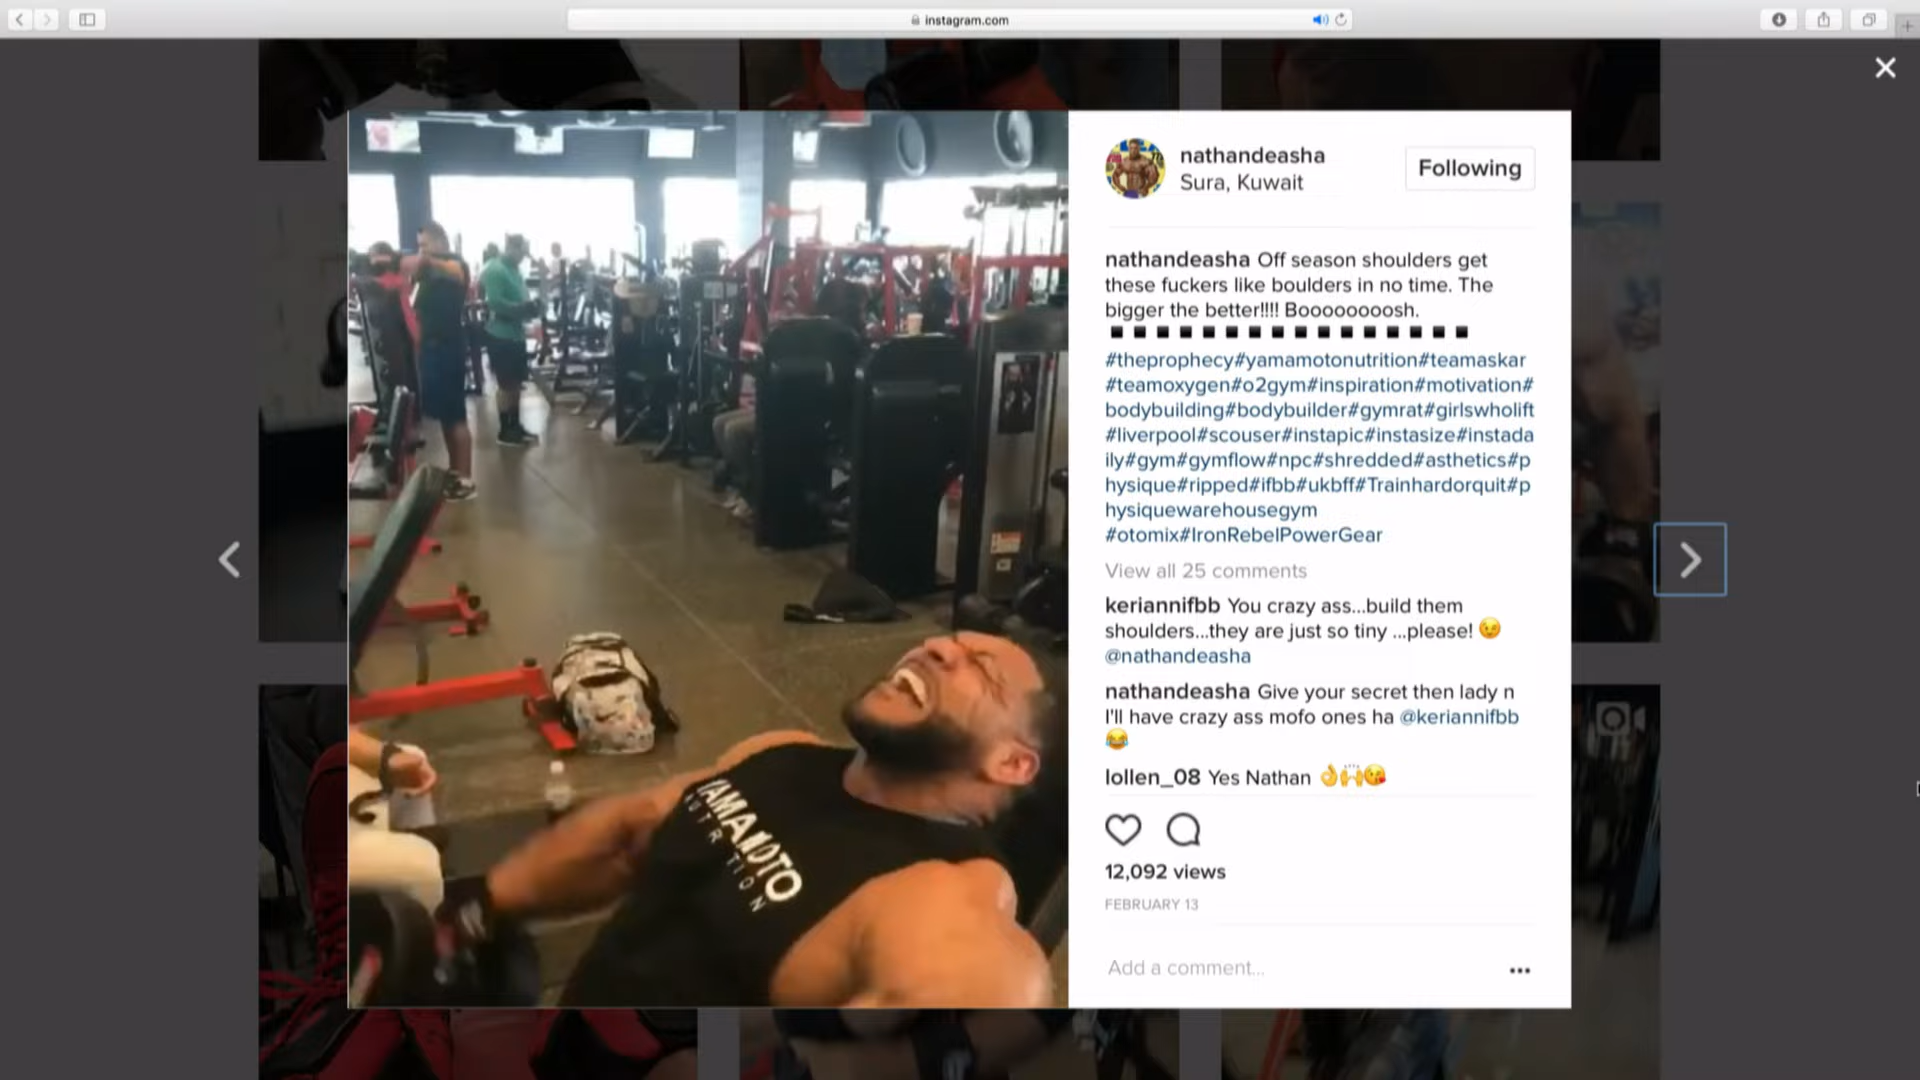 instagram.com
nathandeasha
Sura, Kuwait
Following
nathandeasha Off season shoulders get
these fuckers like boulders in no time. The
bigger the better!!!! Booooooooosh.
#theprophecy#yamamotonutrition#teamaskar
#teamoxygen#o2gym#inspiration#motivation#
bodybuilding#bodybuilder#gymrat#girlswholift
#liverpool#scouser#instapic#instasize#instada
ily#gym#gymflow#npc#shredded#asthetics#p
hysique#ripped#ifbb#ukbff#Trainhardorquit#p
hysiquewarehousegym
#otomix#IronRebelPowerGear
View all 25 comments
keriannifbb You crazy ass...build them
shoulders...they are just so tiny ...please! 😉
@nathandeasha
nathandeasha Give your secret then lady n
I'll have crazy ass mofo ones ha @keriannifbb
😂
lollen_08 Yes Nathan 👌🙌😘
12,092 views
FEBRUARY 13
Add a comment...
YAMAMOTO
NUTRITION